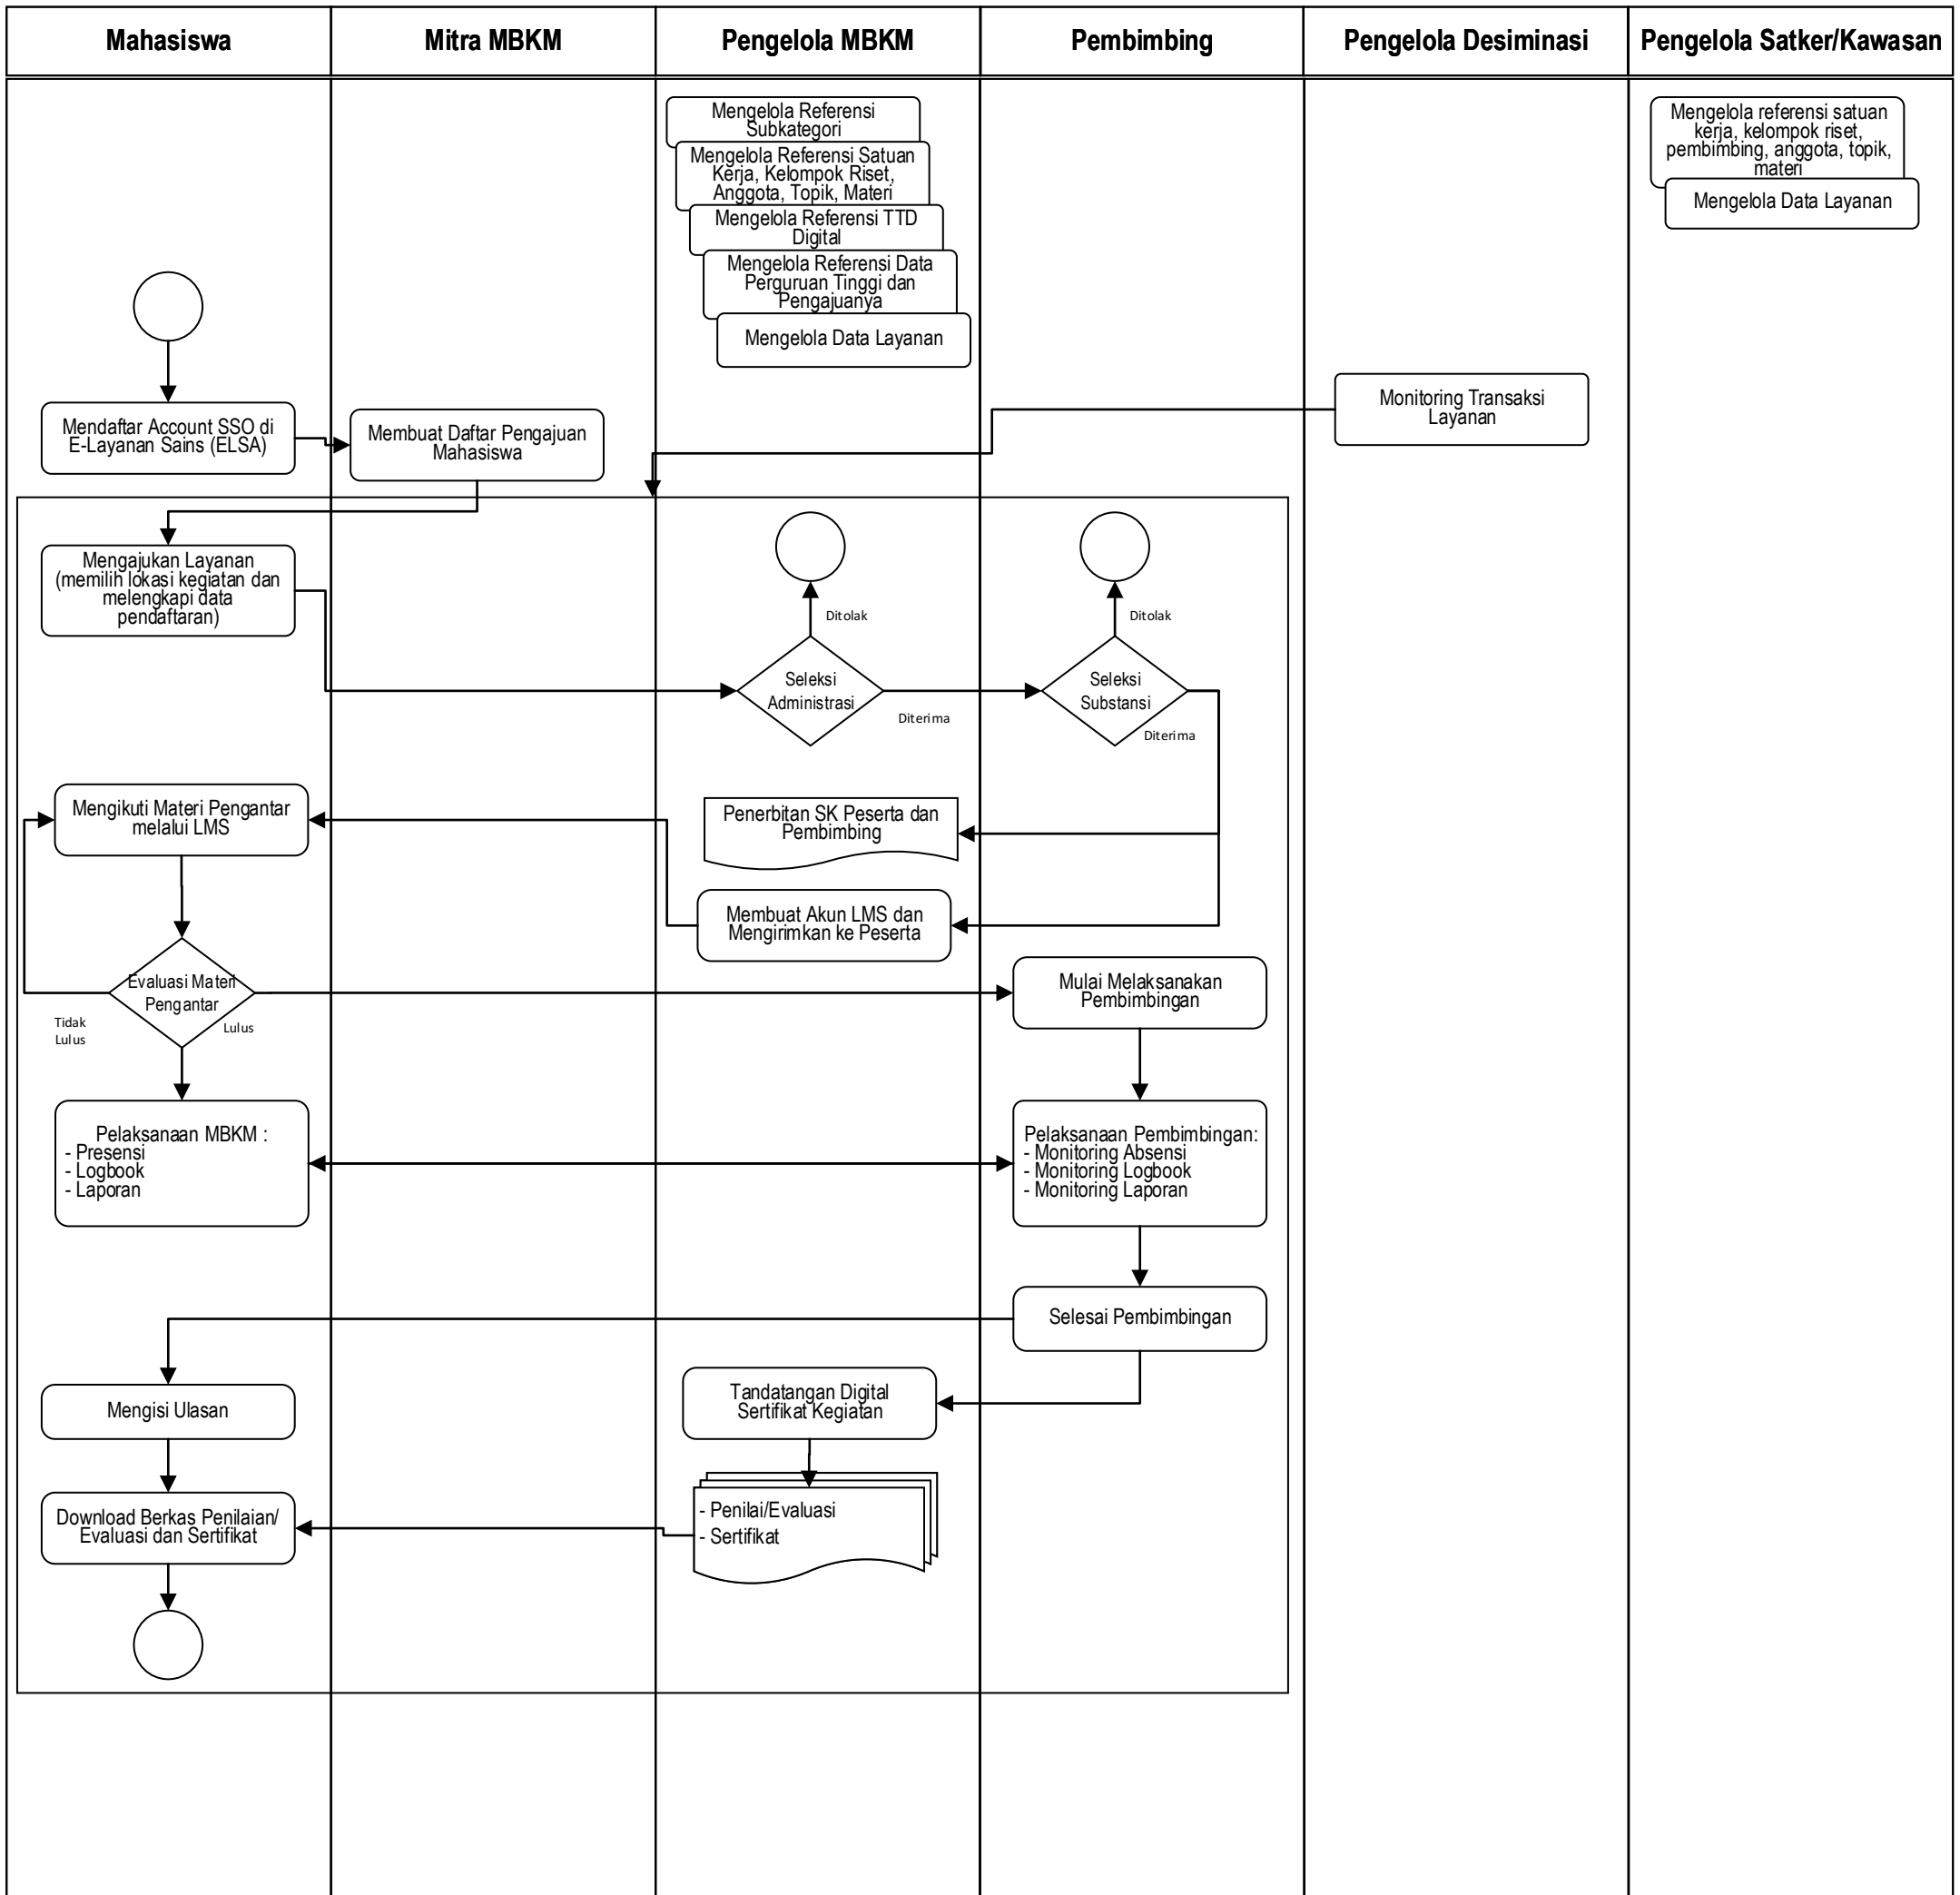 Mahasiswa
Mitra MBKM
Pengelola MBKM
Pembimbing
Pengelola Desiminasi
Pengelola Satker/Kawasan
Mengelola Referensi
Subkategori
Mengelola Referensi Satuan
Kerja, Kelompok Riset,
Anggota, Topik, Materi
Mengelola Referensi TTD
Digital
Mengelola Referensi Data
Perguruan Tinggi dan
Pengajuanya
Mengelola Data Layanan
Mengelola referensi satuan
kerja, kelompok riset,
pembimbing, anggota, topik,
materi
Mengelola Data Layanan
Monitoring Transaksi
Layanan
Mendaftar Account SSO di
E-Layanan Sains (ELSA)
Membuat Daftar Pengajuan
Mahasiswa
Mengajukan Layanan
(memilih lokasi kegiatan dan
melengkapi data
pendaftaran)
Ditolak
Ditolak
Seleksi
Administrasi
Diterima
Seleksi
Substansi
Diterima
Mengikuti Materi Pengantar
melalui LMS
Penerbitan SK Peserta dan
Pembimbing
Membuat Akun LMS dan
Mengirimkan ke Peserta
Evaluasi Materi
Pengantar
Tidak
Lulus
Lulus
Mulai Melaksanakan
Pembimbingan
Pelaksanaan MBKM :
- Presensi
- Logbook
- Laporan
Pelaksanaan Pembimbingan:
- Monitoring Absensi
- Monitoring Logbook
- Monitoring Laporan
Selesai Pembimbingan
Mengisi Ulasan
Tandatangan Digital
Sertifikat Kegiatan
Download Berkas Penilaian/
Evaluasi dan Sertifikat
- Penilai/Evaluasi
- Sertifikat